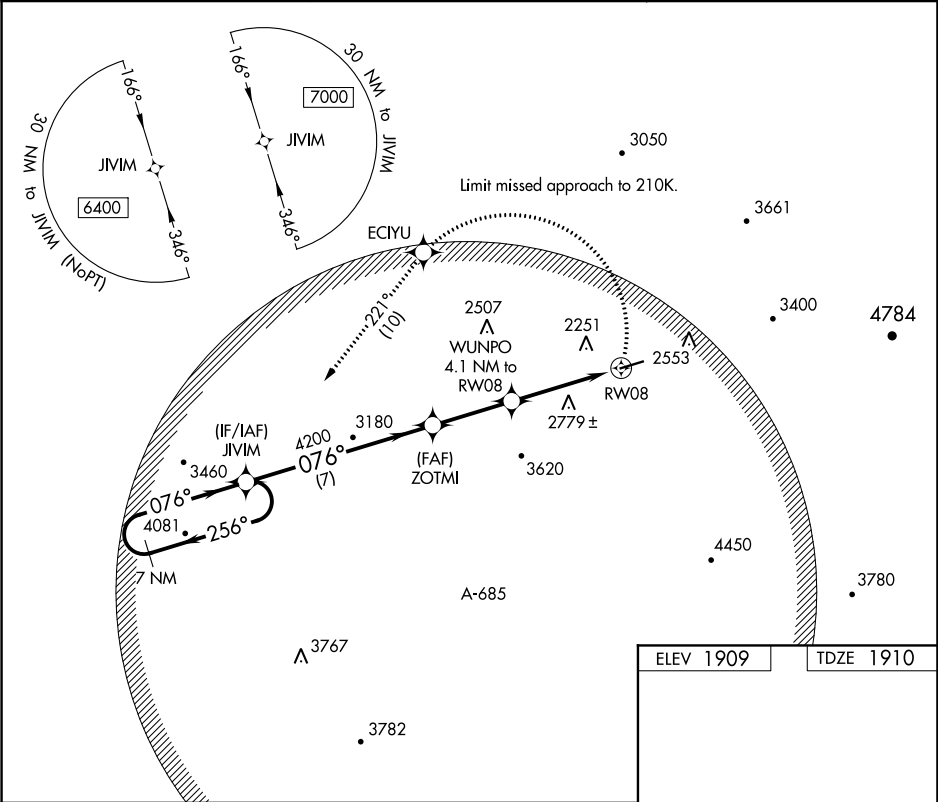 166°
30 NM to JIVIM (NoPT)
JIVIM
6400
346°
166°
30 NM to JIVIM
7000
JIVIM
346°
3050
Limit missed approach to 210K.
3661
ECIYU
221°
(10)
3400
4784
2507
2251
2553
WUNPO
4.1 NM to
RW08
RW08
2779 ±
(IF/IAF)
JIVIM
4200
3180
076°
(7)
(FAF)
ZOTMI
3620
3460
076°
4081
256°
7 NM
4450
3780
A-685
3767
3782
ELEV 1909
TDZE 1910